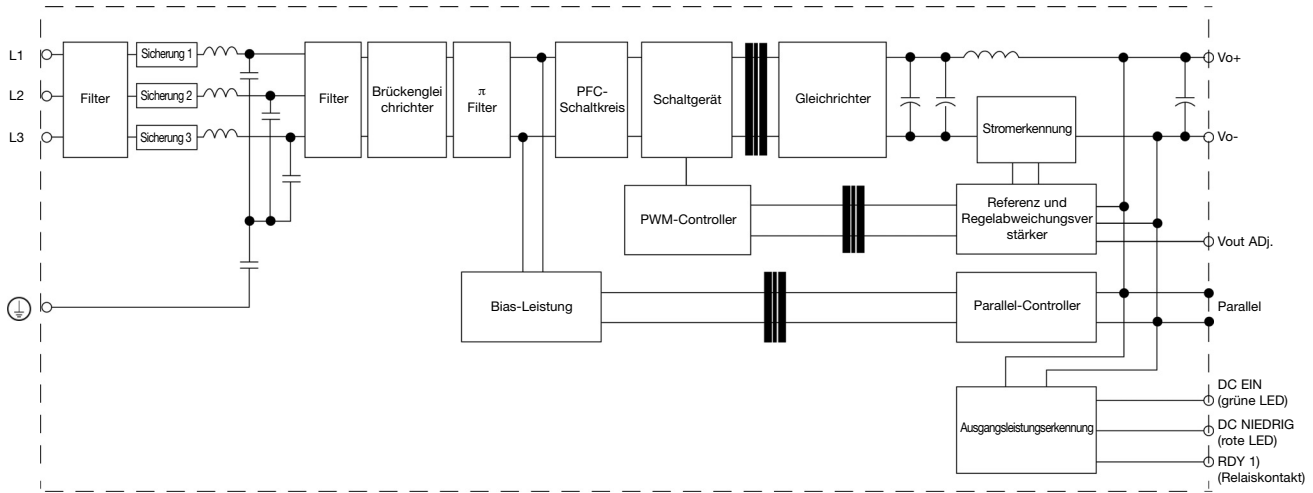 L1
L2
L3
Filter
Sicherung 1
Sicherung 2
Sicherung 3
Filter
Brückenglei
chrichter
π
Filter
PFC-
Schaltkreis
Schaltgerät
Gleichrichter
Stromerkennung
Vo+
Vo-
PWM-Controller
Referenz und
Regelabweichungsver
stärker
Vout ADj.
Bias-Leistung
Parallel-Controller
Parallel
Ausgangsleistungserkennung
DC EIN
(grüne LED)
DC NIEDRIG
(rote LED)
RDY 1)
(Relaiskontakt)